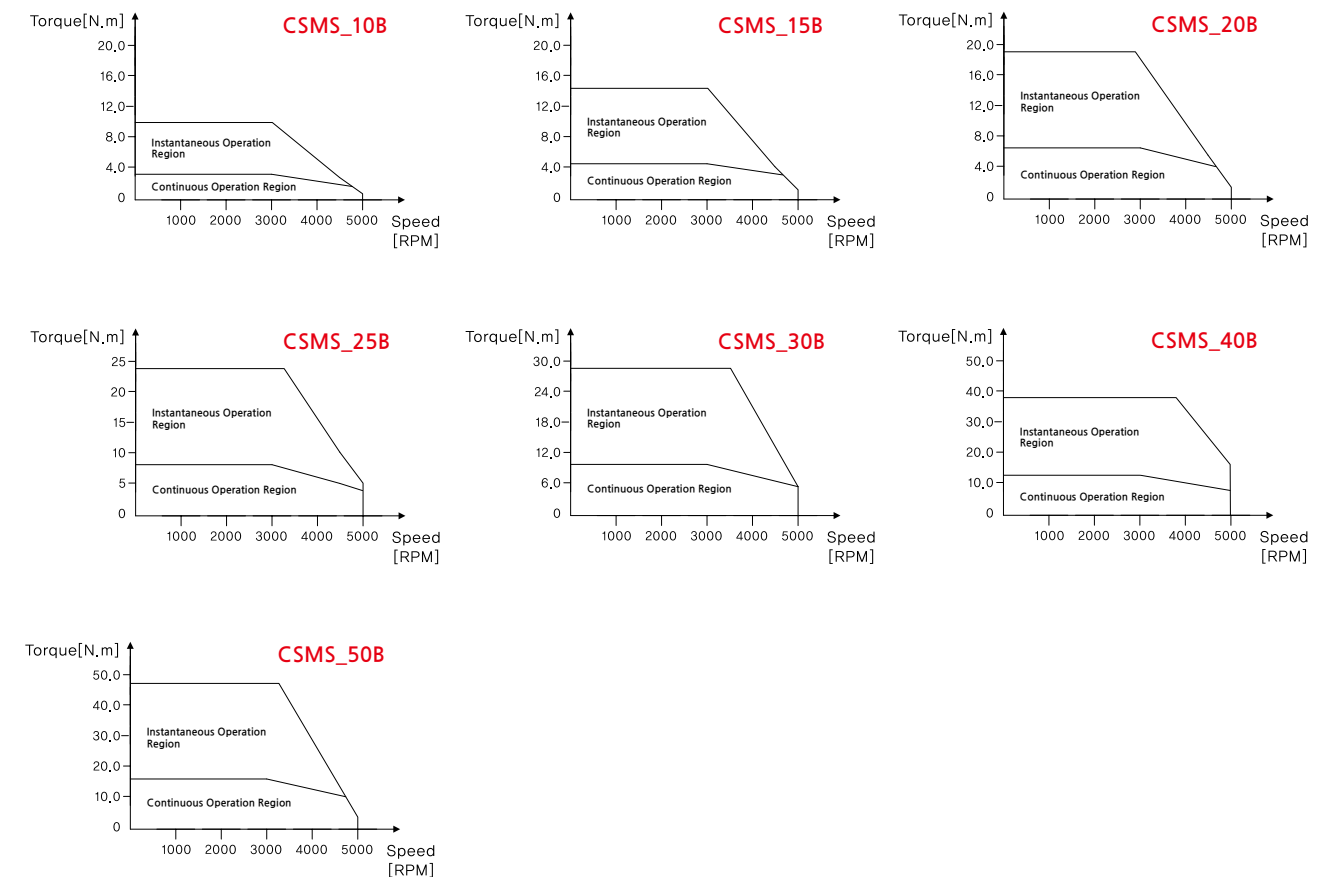 Torque[N.m]
CSMS_10B
20.0
16.0
12.0
8.0
4.0
0
Instantaneous Operation
Region
Continuous Operation Region
1000 2000 3000 4000 5000 Speed
[RPM]
Torque[N.m]
CSMS_15B
20.0
16.0
12.0
8.0
4.0
0
Instantaneous Operation
Region
Continuous Operation Region
1000 2000 3000 4000 5000 Speed
[RPM]
Torque[N.m]
CSMS_20B
20.0
16.0
12.0
8.0
4.0
0
Instantaneous Operation
Region
Continuous Operation Region
1000 2000 3000 4000 5000 Speed
[RPM]
Torque[N.m]
CSMS_25B
25
20
15
10
5
0
Instantaneous Operation
Region
Continuous Operation Region
1000 2000 3000 4000 5000 Speed
[RPM]
Torque[N.m]
CSMS_30B
30.0
24.0
18.0
12.0
6.0
0
Instantaneous Operation
Region
Continuous Operation Region
1000 2000 3000 4000 5000 Speed
[RPM]
Torque[N.m]
CSMS_40B
50.0
40.0
30.0
20.0
10.0
0
Instantaneous Operation
Region
Continuous Operation Region
1000 2000 3000 4000 5000 Speed
[RPM]
Torque[N.m]
CSMS_50B
50.0
40.0
30.0
20.0
10.0
0
Instantaneous Operation
Region
Continuous Operation Region
1000 2000 3000 4000 5000 Speed
[RPM]